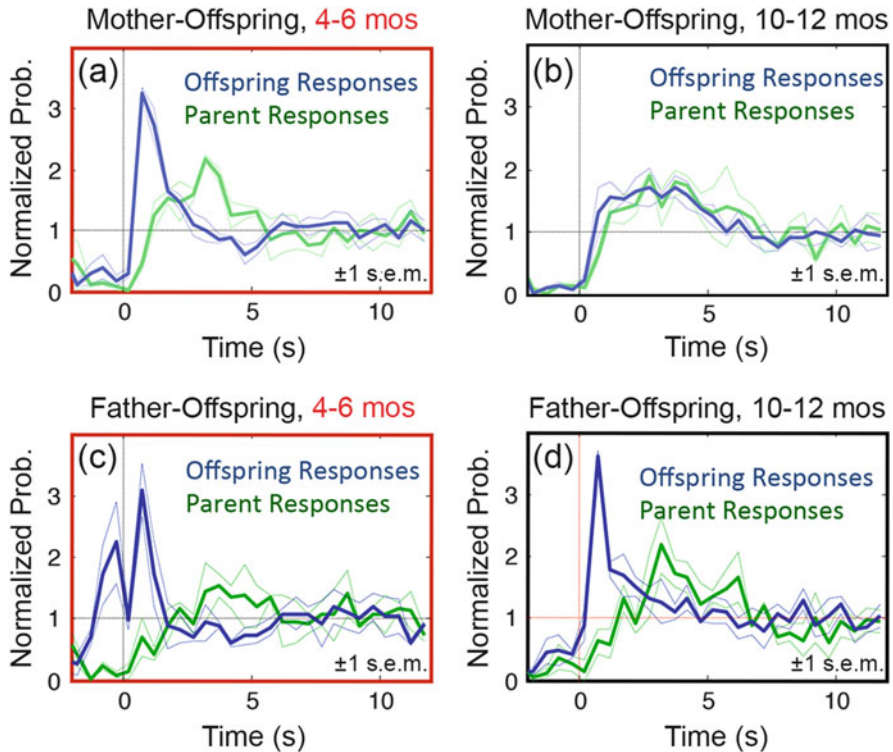 Mother-Offspring, 4-6 mos
(a)
Offspring Responses
Parent Responses
Normalized Prob.
3
2
1
0
±1 s.e.m.
0 5 10
Time (s)
Mother-Offspring, 10-12 mos
(b)
Offspring Responses
Parent Responses
Normalized Prob.
3
2
1
0
±1 s.e.m.
0 5 10
Time (s)
Father-Offspring, 4-6 mos
(c)
Offspring Responses
Parent Responses
Normalized Prob.
3
2
1
0
±1 s.e.m.
0 5 10
Time (s)
Father-Offspring, 10-12 mos
(d)
Offspring Responses
Parent Responses
Normalized Prob.
3
2
1
0
±1 s.e.m.
0 5 10
Time (s)